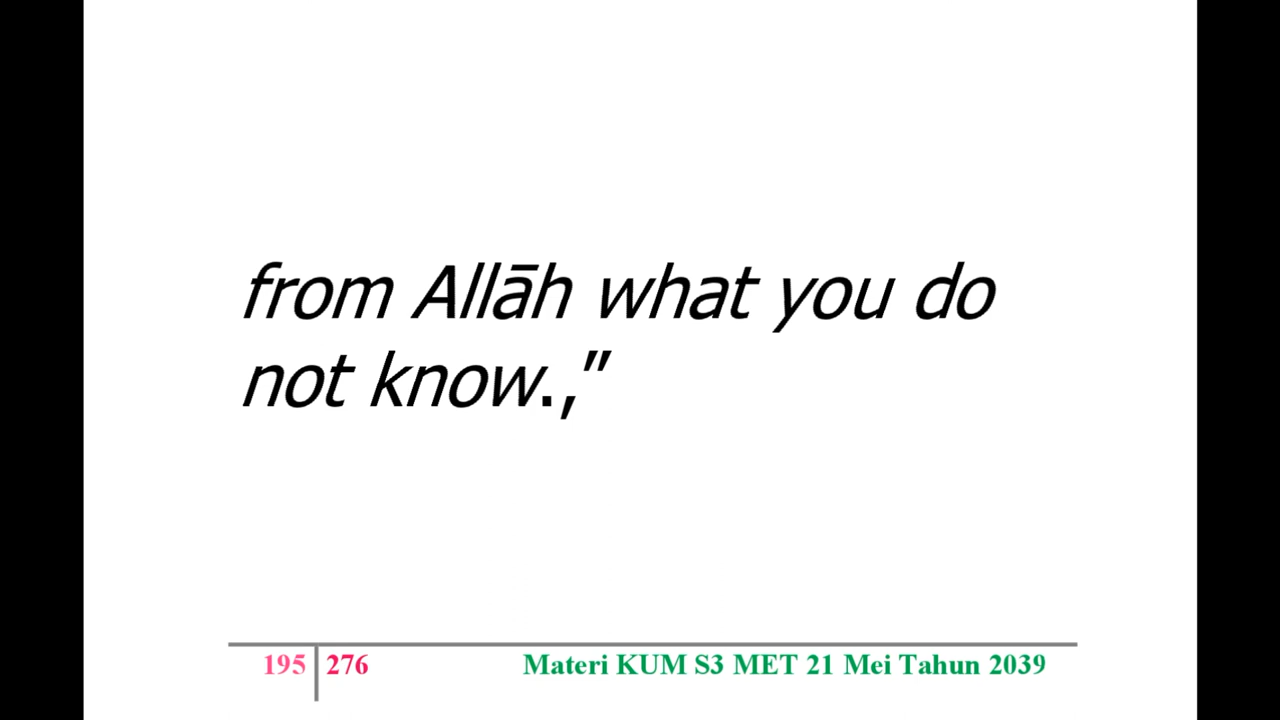 from Allāh what you do
not know.,”
195 276 Materi KUM S3 MET 21 Mei Tahun 2039